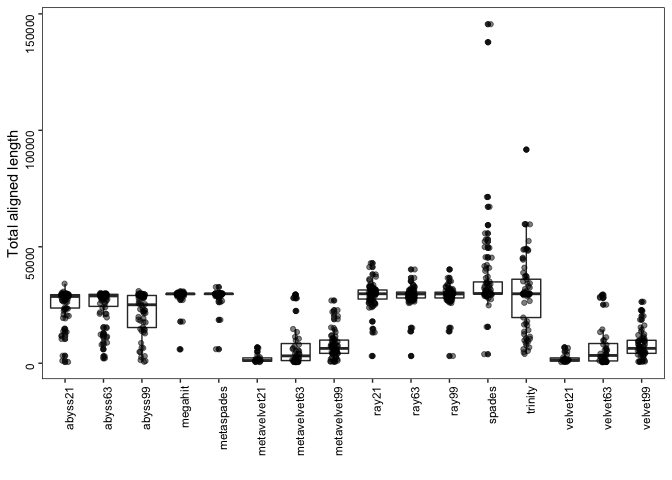 Total aligned length
150000
100000
50000
0
abyss21
abyss63
abyss99
megahit
metaspades
metavelvet21
metavelvet63
metavelvet99
ray21
ray63
ray99
spades
trinity
velvet21
velvet63
velvet99